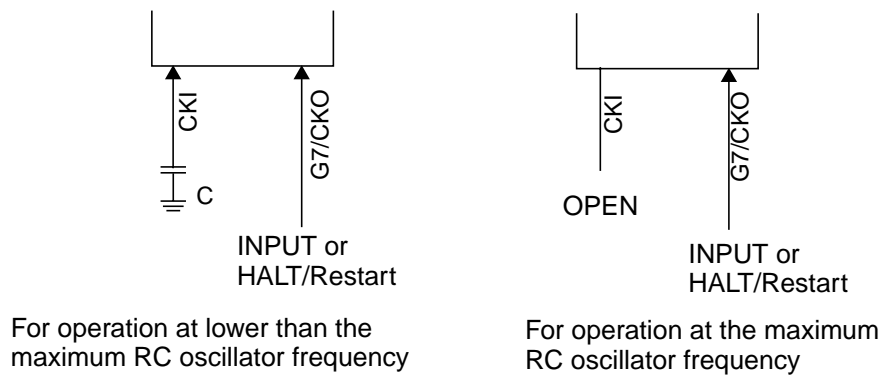 CKI
G7/CKO
C
INPUT or
HALT/Restart
For operation at lower than the
maximum RC oscillator frequency
CKI
G7/CKO
OPEN
INPUT or
HALT/Restart
For operation at the maximum
RC oscillator frequency